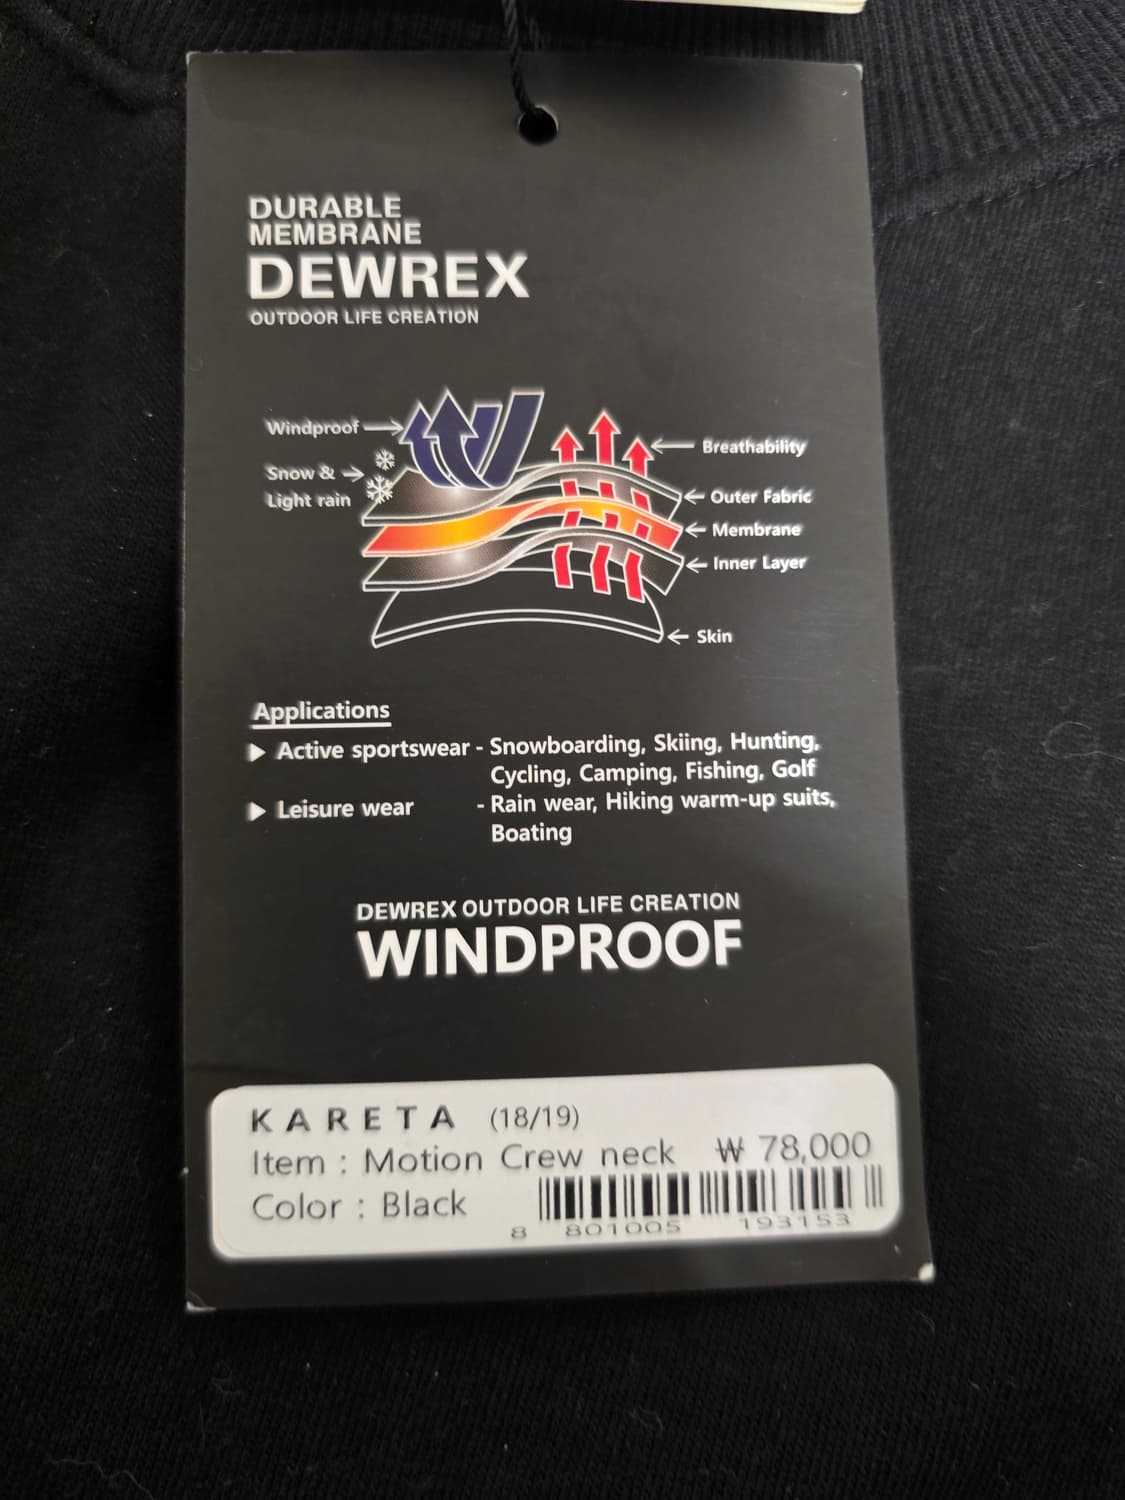 DURABLE
MEMBRANE
DEWREX
OUTDOOR LIFE CREATION
Windproof
Snow &
Light rain
Breathability
Outer Fabric
Membrane
Inner Layer
Skin
Applications
Active sportswear - Snowboarding, Skiing, Hunting,
Cycling, Camping, Fishing, Golf
Leisure wear - Rain wear, Hiking warm-up suits,
Boating
DEWREX OUTDOOR LIFE CREATION
WINDPROOF
KARETA (18/19)
Item : Motion Crew neck ₩ 78,000
Color : Black
8 801005 193153